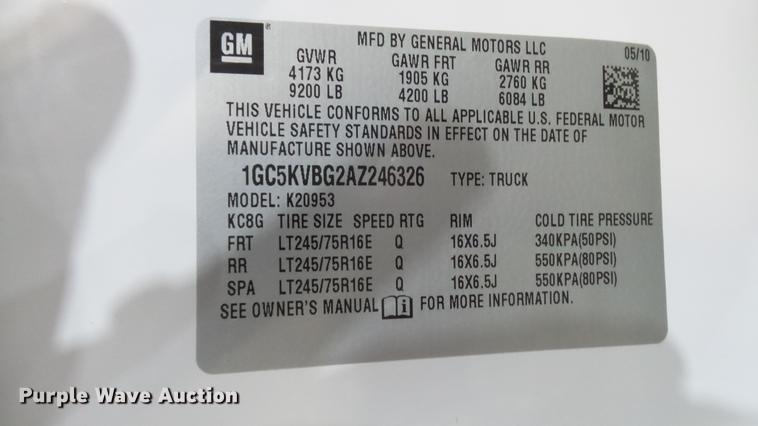 GM
MFD BY GENERAL MOTORS LLC
05/10
GVWR GAWR FRT GAWR RR
4173 KG 1905 KG 2760 KG
9200 LB 4200 LB 6084 LB
THIS VEHICLE CONFORMS TO ALL APPLICABLE U.S. FEDERAL MOTOR
VEHICLE SAFETY STANDARDS IN EFFECT ON THE DATE OF
MANUFACTURE SHOWN ABOVE.
1GC5KVBG2AZ246326 TYPE: TRUCK
MODEL: K20953
KC8G TIRE SIZE SPEED RTG RIM COLD TIRE PRESSURE
FRT LT245/75R16E Q 16X6.5J 340KPA(50PSI)
RR LT245/75R16E Q 16X6.5J 550KPA(80PSI)
SPA LT245/75R16E Q 16X6.5J 550KPA(80PSI)
SEE OWNER'S MANUAL i FOR MORE INFORMATION.
Purple Wave Auction